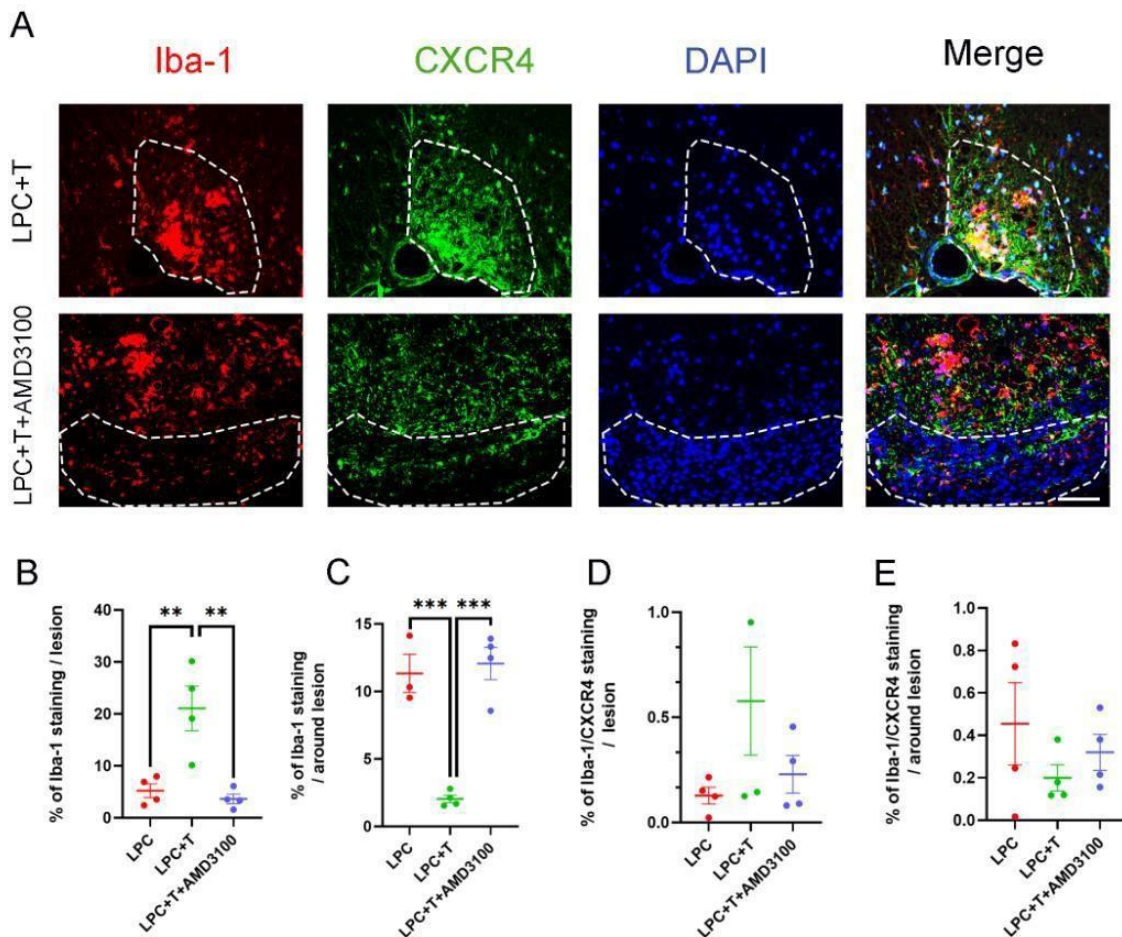 A
Iba-1
CXCR4
DAPI
Merge
LPC+T
LPC+T+AMD3100
B
% of Iba-1 staining / lesion
40
30
20
10
0
**
**
LPC
LPC+T
LPC+T+AMD3100
C
% of Iba-1 staining
/ around lesion
15
10
5
0
***
***
LPC
LPC+T
LPC+T+AMD3100
D
% of Iba-1/CXCR4 staining
/ lesion
1.0
0.5
0.0
LPC
LPC+T
LPC+T+AMD3100
E
% of Iba-1/CXCR4 staining
/ around lesion
1.0
0.8
0.6
0.4
0.2
0.0
LPC
LPC+T
LPC+T+AMD3100